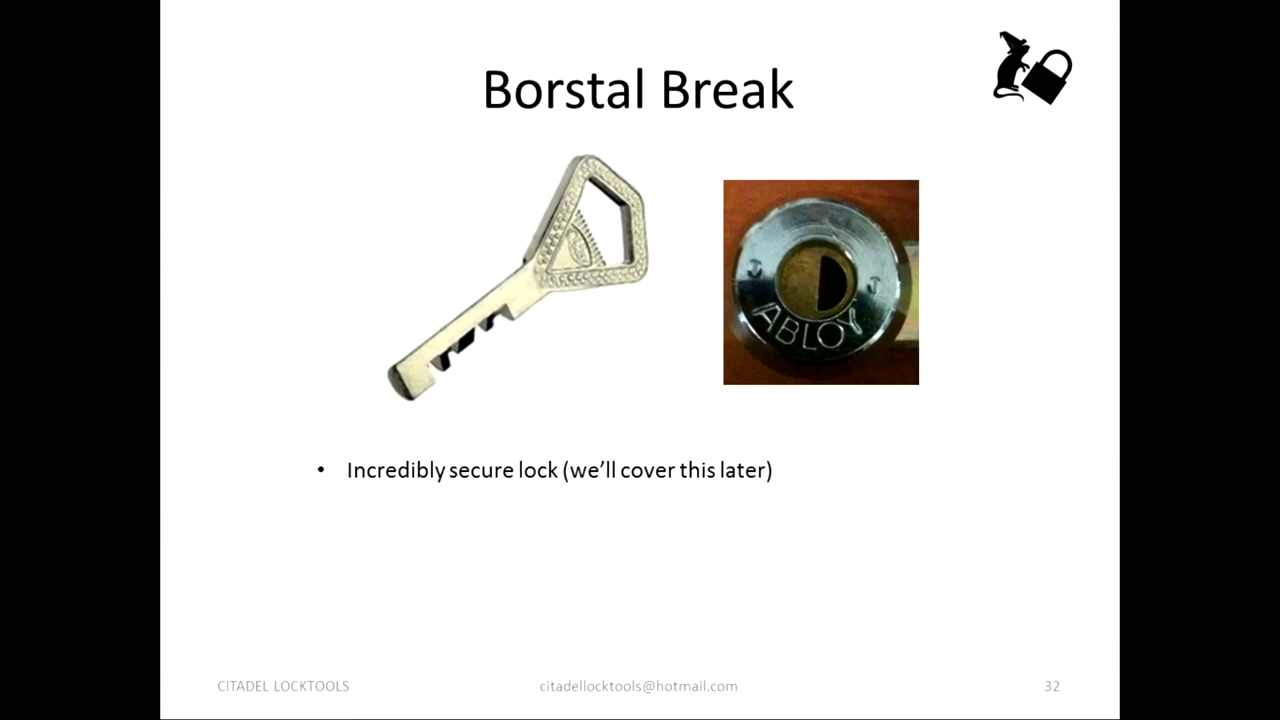 Borstal Break
ABLOY
• Incredibly secure lock (we’ll cover this later)
CITADEL LOCKTOOLS
citadellocktools@hotmail.com
32